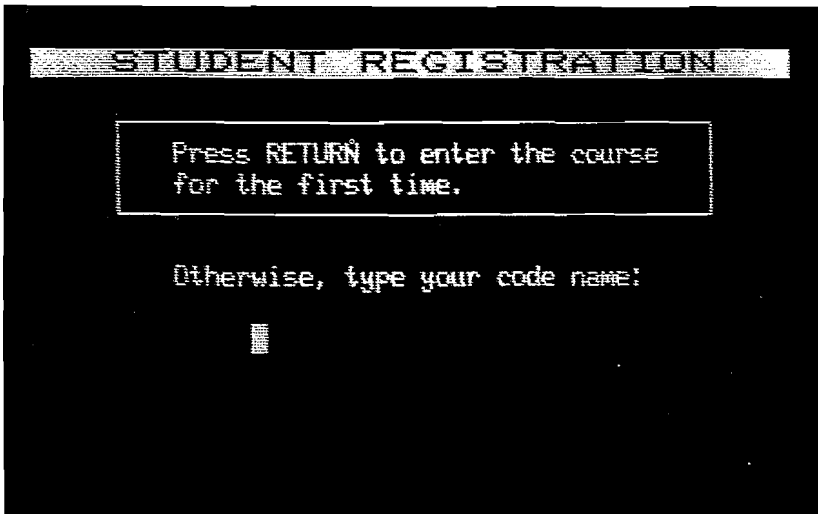 STUDENT REGISTRATION
Press RETURN to enter the course
for the first time.
Otherwise, type your code name: